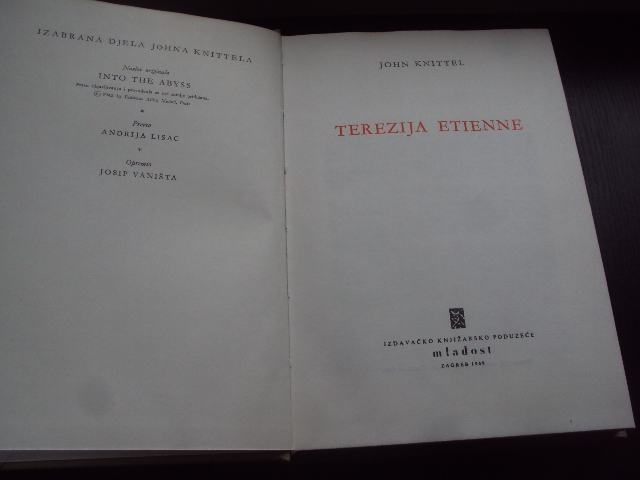 IZABRANA DJELA JOHNA KNITTELA
Naslov originala
INTO THE ABYSS
Preveo
ANDRIJA LISAC
*
Opremio
JOSIP VANIŠTA
JOHN KNITTEL
TEREZIJA ETIENNE
IZDAVAČKO KNJIŽARSKO PODUZEĆE
mladost
ZAGREB